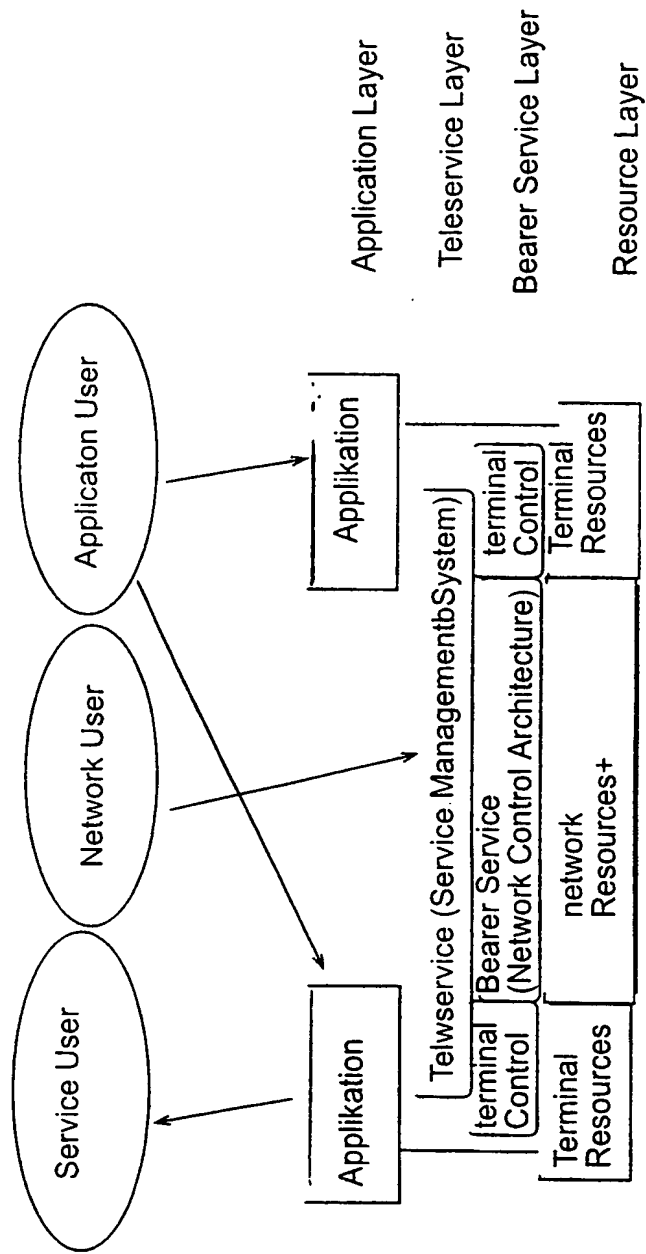 Service User
Network User
Applicaton User
Applikation
Applikation
Application Layer
Telwservice (Service ManagementbSystem)
Teleservice Layer
terminal
Control
Bearer Service
(Network Control Architecture)
terminal
Control
Bearer Service Layer
Terminal
Resources
network
Resources+
Terminal
Resources
Resource Layer